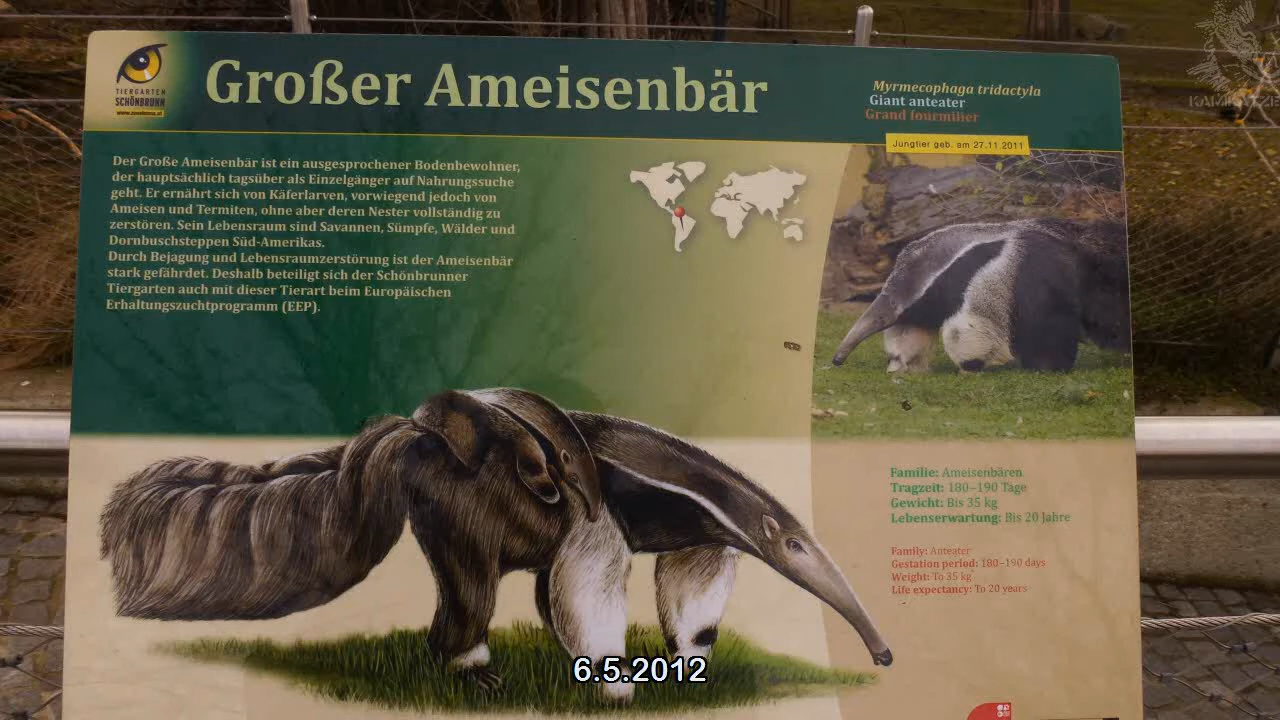 TIERGARTEN
SCHÖNBRUNN
Großer Ameisenbär
Myrmecophaga tridactyla
Giant anteater
Grand fourmilier
KAMIKATZE
Jungtier geb. am 27.11.2011
Der Große Ameisenbär ist ein ausgesprochener Bodenbewohner,
der hauptsächlich tagsüber als Einzelgänger auf Nahrungssuche
geht. Er ernährt sich von Käferlarven, vorwiegend jedoch von
Ameisen und Termiten, ohne aber deren Nester vollständig zu
zerstören. Sein Lebensraum sind Savannen, Sümpfe, Wälder und
Dornbuschsteppen Süd-Amerikas.
Durch Bejagung und Lebensraumzerstörung ist der Ameisenbär
stark gefährdet. Deshalb beteiligt sich der Schönbrunner
Tiergarten auch mit dieser Tierart beim Europäischen
Erhaltungszuchtprogramm (EEP).
Familie: Ameisenbären
Tragzeit: 180–190 Tage
Gewicht: Bis 35 kg
Lebenserwartung: Bis 20 Jahre
Family: Anteater
Gestation period: 180–190 days
Weight: To 35 kg
Life expectancy: To 20 years
6.5.2012